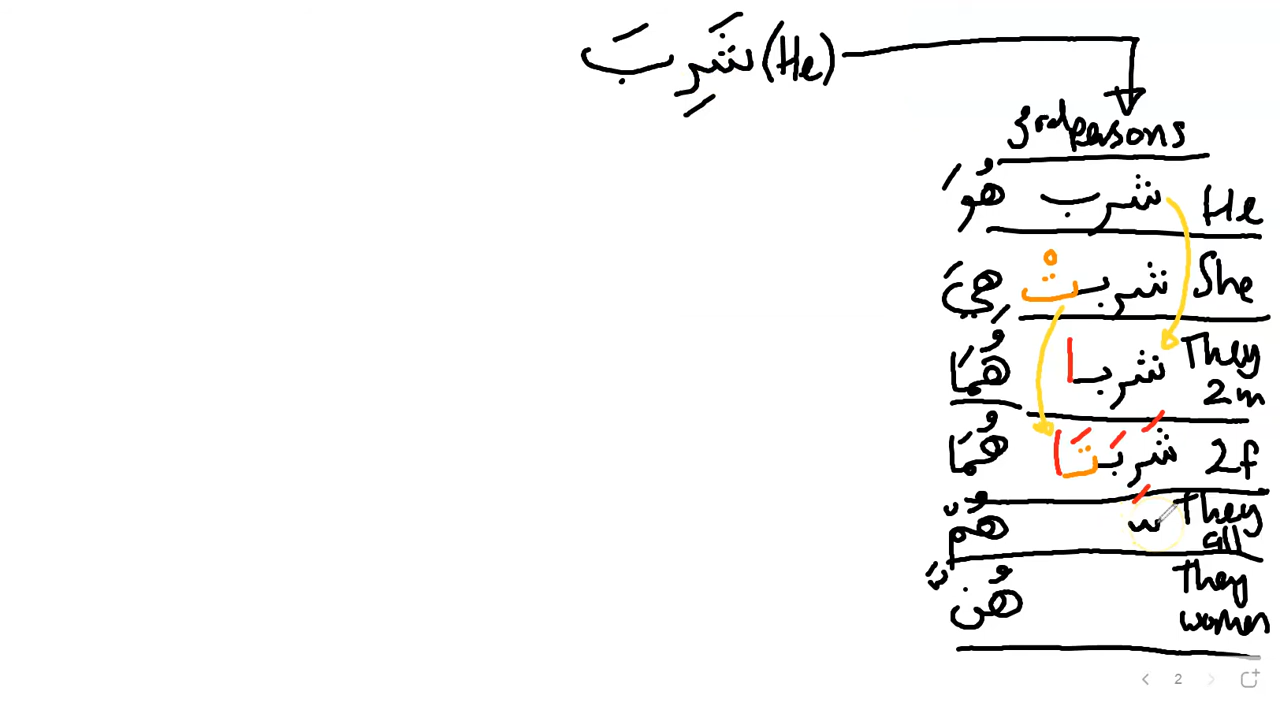 شَرِبَ (He)
3rd persons
He شرب هُوَ
She شربتْ هِيَ
They 2m شربا هُمَا
2f شَرِبَتَا هُمَا
They all هُمْ
They women هُنَّ
2